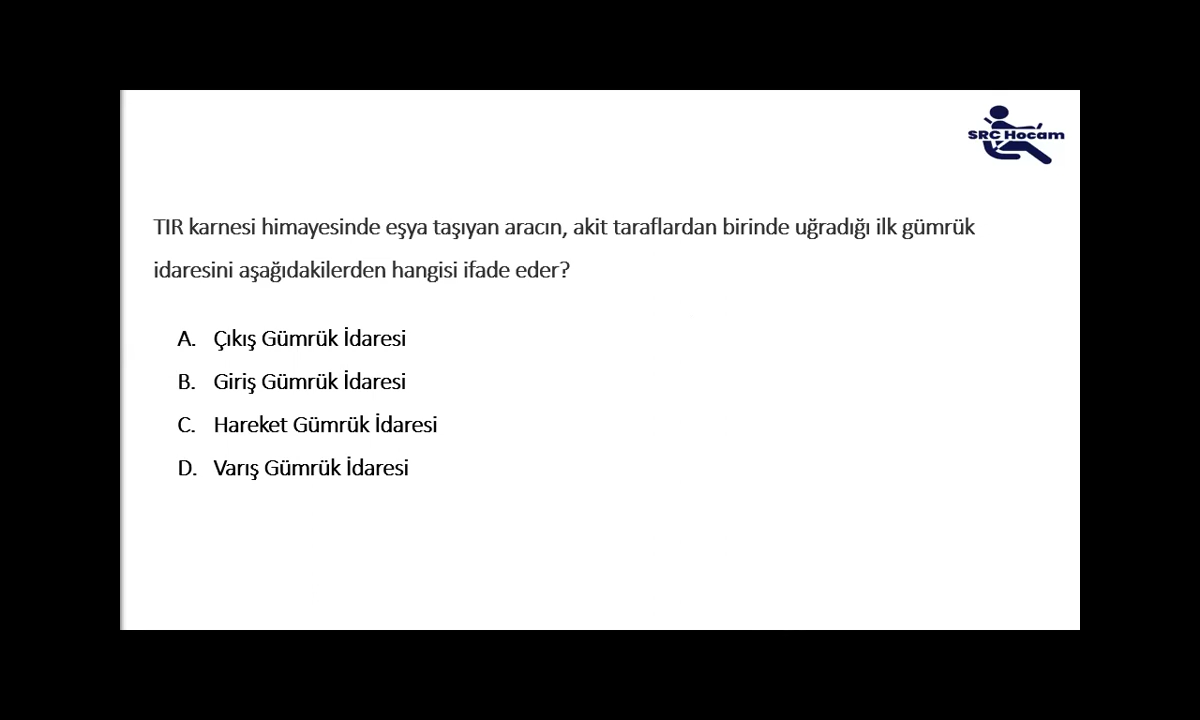 SRC Hocam
TIR karnesi himayesinde eşya taşıyan aracın, akit taraflardan birinde uğradığı ilk gümrük
idaresini aşağıdakilerden hangisi ifade eder?
A. Çıkış Gümrük İdaresi
B. Giriş Gümrük İdaresi
C. Hareket Gümrük İdaresi
D. Varış Gümrük İdaresi